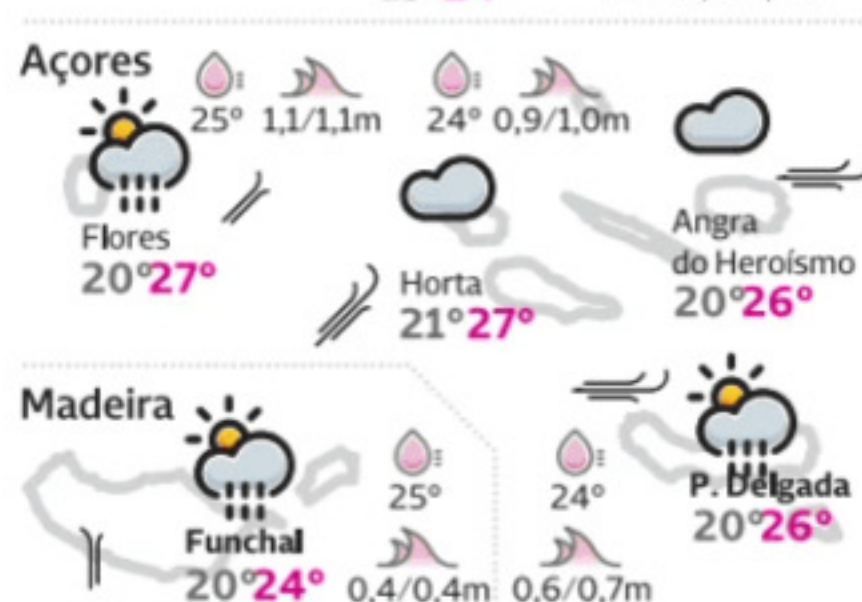 Açores
25° 1,1/1,1m
24° 0,9/1,0m
Flores
20° 27°
Horta
21° 27°
Angra
do Heroísmo
20° 26°
Madeira
Funchal
20° 24°
25°
0,4/0,4m
24°
0,6/0,7m
P. Delgada
20° 26°